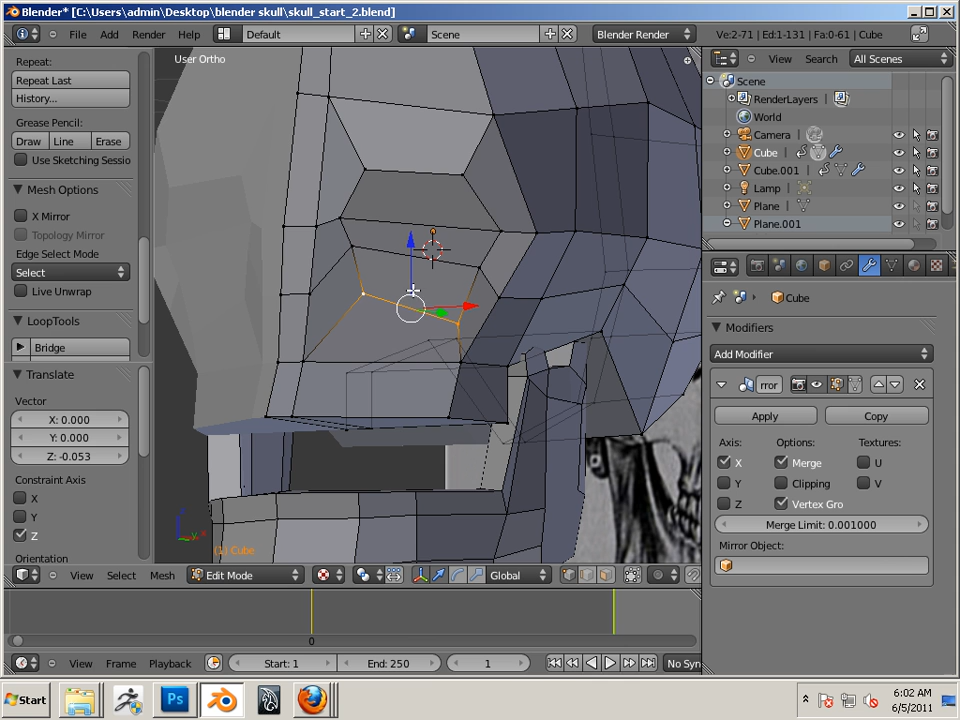 Blender* [C:\Users\admin\Desktop\blender skull\skull_start_2.blend]
File Add Render Help Default Scene Blender Render Ve:2-71 | Ed:1-131 | Fa:0-61 | Cube
Repeat:
Repeat Last
History...
Grease Pencil:
Draw Line Erase
Use Sketching Sessio
Mesh Options
X Mirror
Topology Mirror
Edge Select Mode
Select
Live Unwrap
LoopTools
Bridge
Translate
Vector
X: 0.000
Y: 0.000
Z: -0.053
Constraint Axis
X
Y
Z
Orientation
User Ortho
(1) Cube
View Select Mesh Edit Mode Global
0
View Frame Playback Start: 1 End: 250 1 No Syn
View Search All Scenes
Scene
RenderLayers
World
Camera
Cube
Cube.001
Lamp
Plane
Plane.001
Cube
Modifiers
Add Modifier
rror
Apply Copy
Axis: Options: Textures:
X Merge U
Y Clipping V
Z Vertex Gro
Merge Limit: 0.001000
Mirror Object:
Start Ps 6:02 AM
6/5/2011